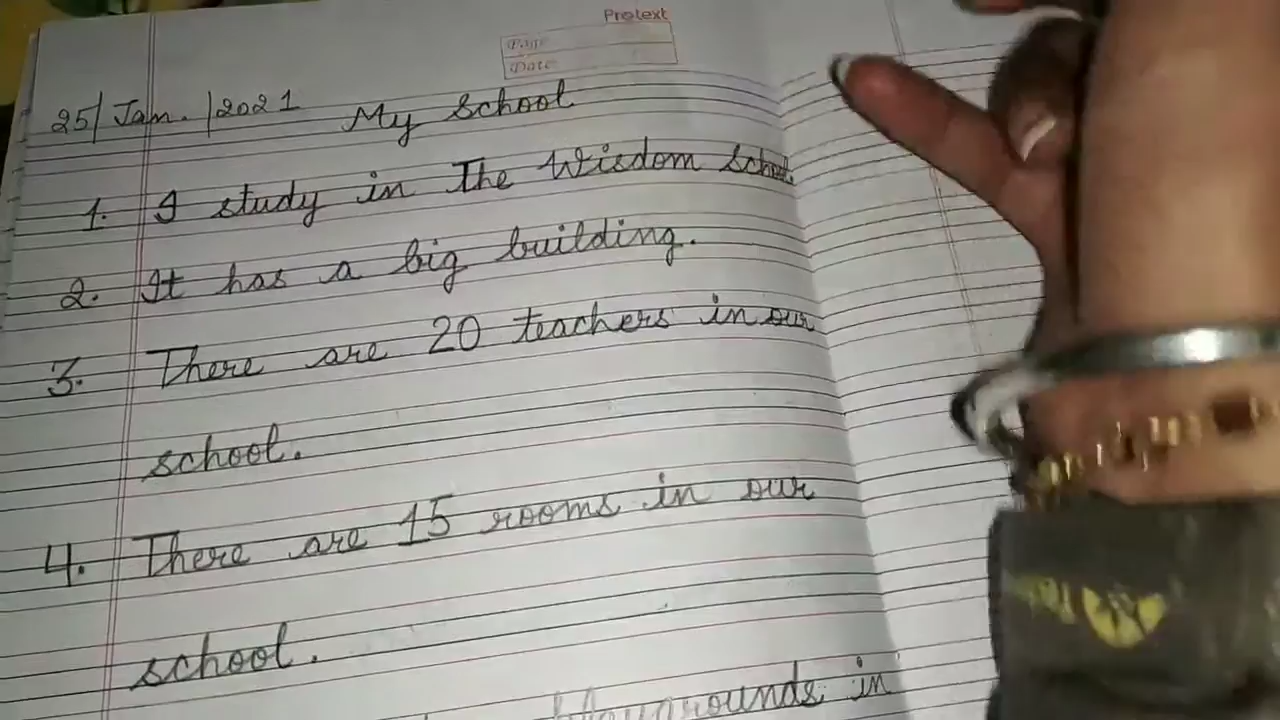 Protext
Page
Date
25/ Jan. /2021 My School
1. I study in The Wisdom School.
2. It has a big building.
3. There are 20 teachers in our
school.
4. There are 15 rooms in our
school.
in